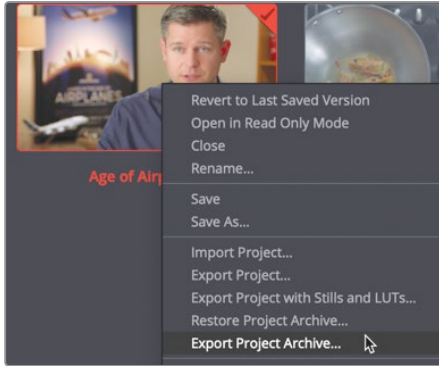 AIRPLANES
Revert to Last Saved Version
Open in Read Only Mode
Close
Rename...
Age of Air
Save
Save As...
Import Project...
Export Project...
Export Project with Stills and LUTs...
Restore Project Archive...
Export Project Archive...